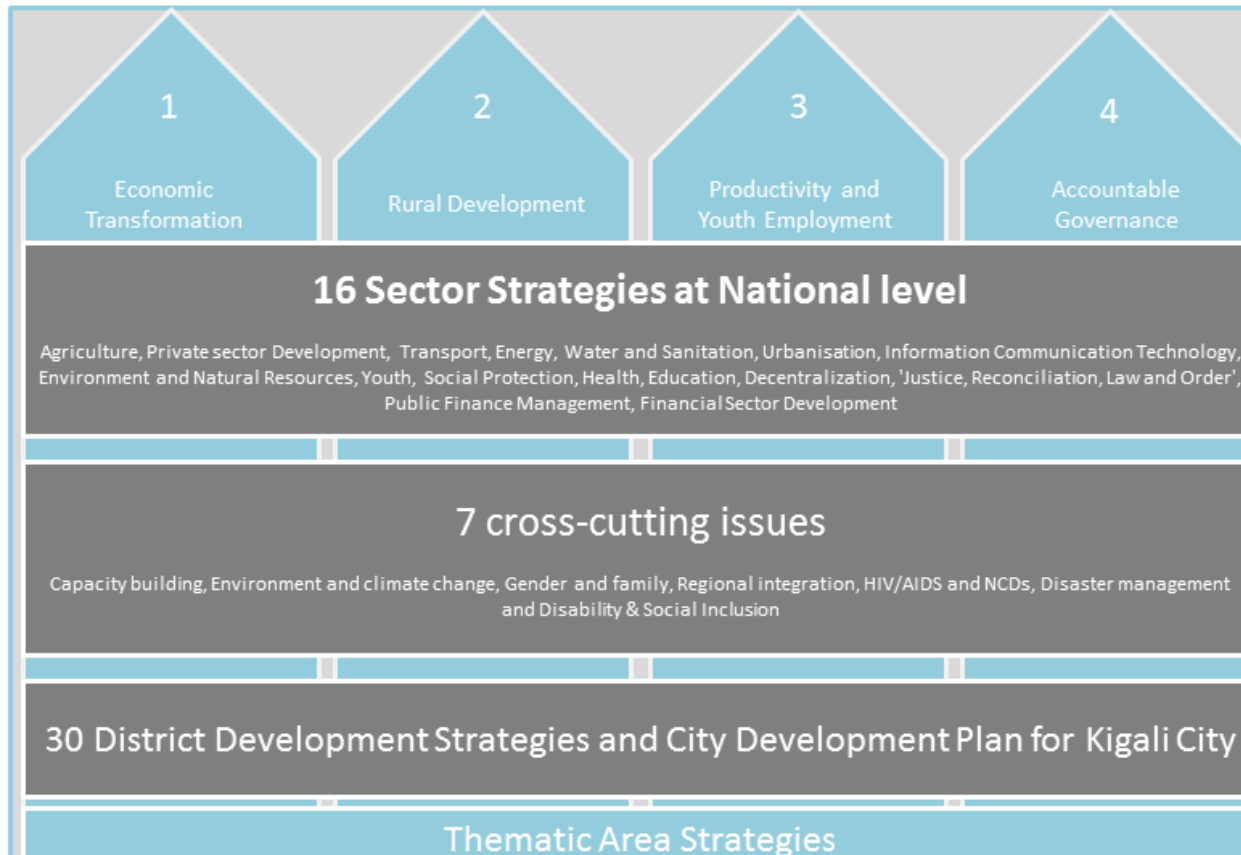 1
Economic
Transformation
2
Rural Development
3
Productivity and
Youth Employment
4
Accountable
Governance
16 Sector Strategies at National level
Agriculture, Private sector Development, Transport, Energy, Water and Sanitation, Urbanisation, Information Communication Technology,
Environment and Natural Resources, Youth, Social Protection, Health, Education, Decentralization, 'Justice, Reconciliation, Law and Order',
Public Finance Management, Financial Sector Development
7 cross-cutting issues
Capacity building, Environment and climate change, Gender and family, Regional integration, HIV/AIDS and NCDs, Disaster management
and Disability & Social Inclusion
30 District Development Strategies and City Development Plan for Kigali City
Thematic Area Strategies